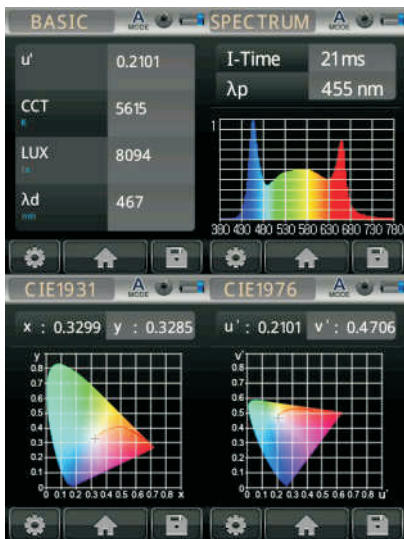 BASIC
A
MODE
u' 0.2101
CCT 5615
K
LUX 8094
lx
λd 467
nm
SPECTRUM
A
MODE
I-Time 21ms
λp 455 nm
1
380 430 480 530 580 630 680 730 780
CIE1931
A
MODE
x : 0.3299 y : 0.3285
y
0.8
0.7
0.6
0.5
0.4
0.3
0.2
0.1
0 0.1 0.2 0.3 0.4 0.5 0.6 0.7 0.8 x
CIE1976
A
MODE
u' : 0.2101 v' : 0.4706
v'
0.8
0.7
0.6
0.5
0.4
0.3
0.2
0.1
0 0.1 0.2 0.3 0.4 0.5 0.6 0.7 0.8 u'